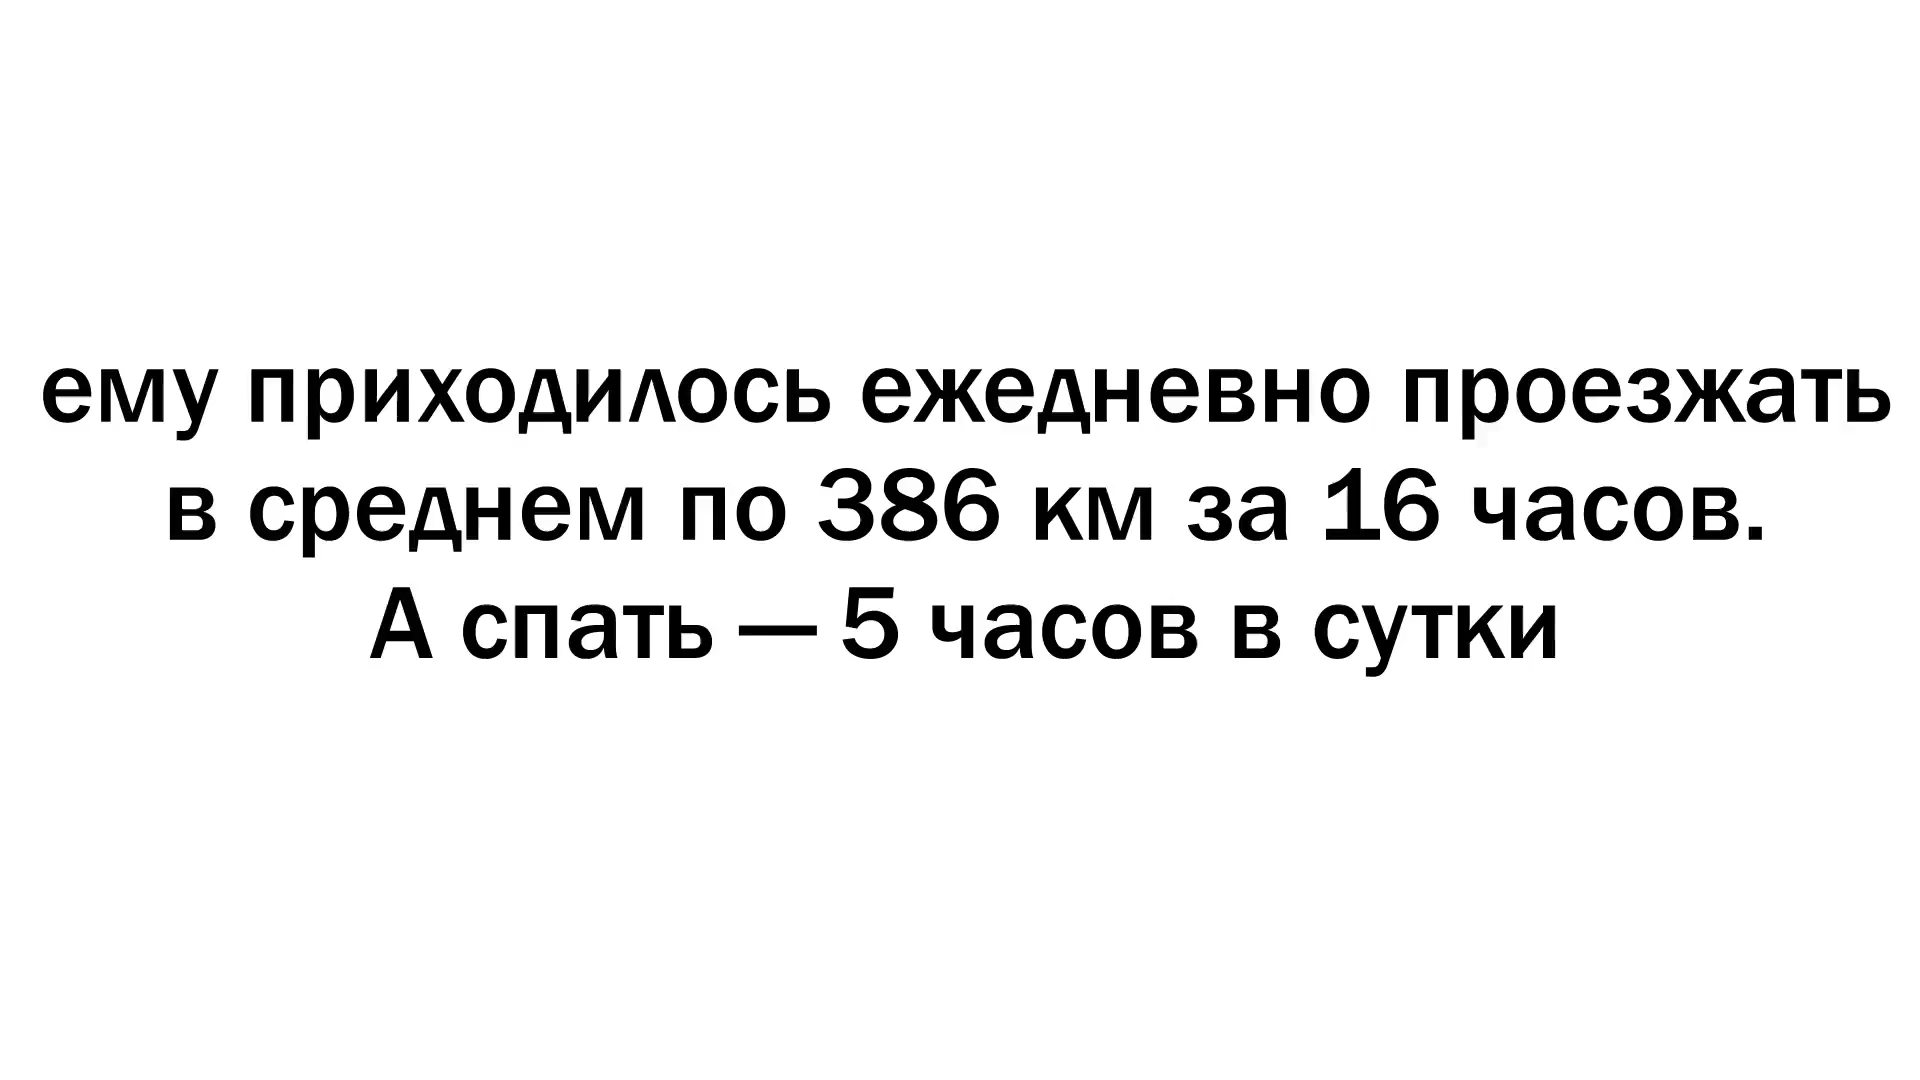 ему приходилось ежедневно проезжать
в среднем по 386 км за 16 часов.
А спать — 5 часов в сутки